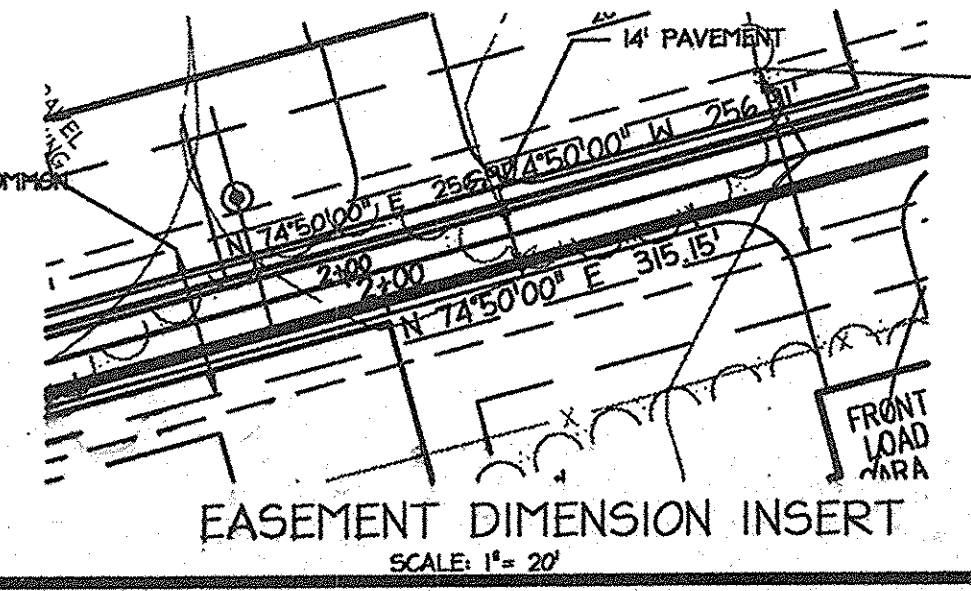 14' PAVEMENT
74°50'00" W 256.91'
N 74°50'00" E
2+00
2+00
N 74°50'00" E 315.15'
X
X
FRONT
LOAD
EASEMENT DIMENSION INSERT
SCALE: 1"= 20'